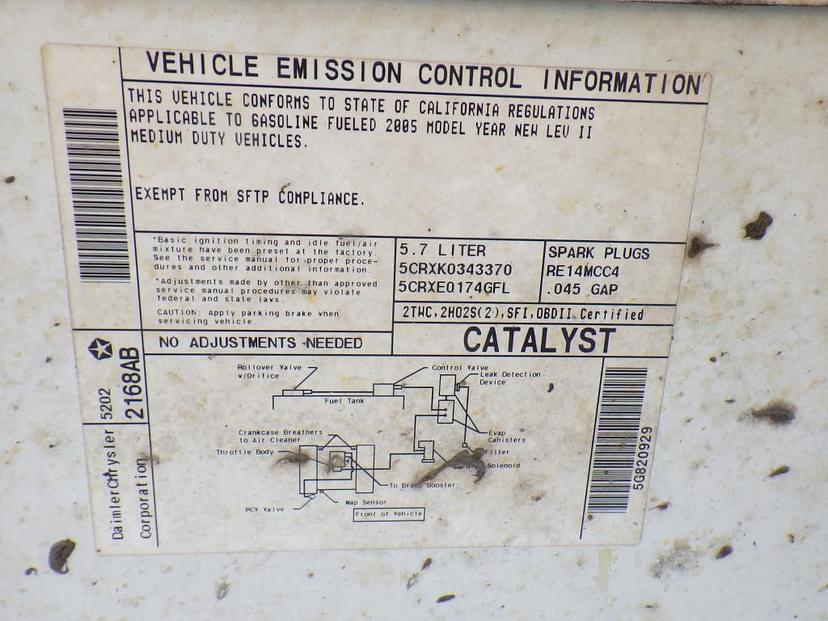 VEHICLE EMISSION CONTROL INFORMATION
THIS VEHICLE CONFORMS TO STATE OF CALIFORNIA REGULATIONS
APPLICABLE TO GASOLINE FUELED 2005 MODEL YEAR NEW LEV II
MEDIUM DUTY VEHICLES.
EXEMPT FROM SFTP COMPLIANCE.
*Basic ignition timing and idle fuel/air
mixture have been preset at the factory.
See the service manual for proper proce-
dures and other additional information.
*Adjustments made by other than approved
service manual procedures may violate
federal and state laws.
CAUTION: Apply parking brake when
servicing vehicle.
NO ADJUSTMENTS NEEDED
5.7 LITER
5CRXK0343370
5CRXE0174GFL
SPARK PLUGS
RE14MCC4
.045 GAP
2TWC,2HO2S(2),SFI,OBDII Certified
CATALYST
DaimlerChrysler
Corporation
5202
2168AB
Rollover Valve
w/Orifice
Fuel Tank
Control Valve
Leak Detection
Device
Crankcase Breathers
to Air Cleaner
Throttle Body
Evap
Canisters
Filter
Solenoid
To Brake Booster
Map Sensor
PCV Valve
Front of Vehicle
5G820929